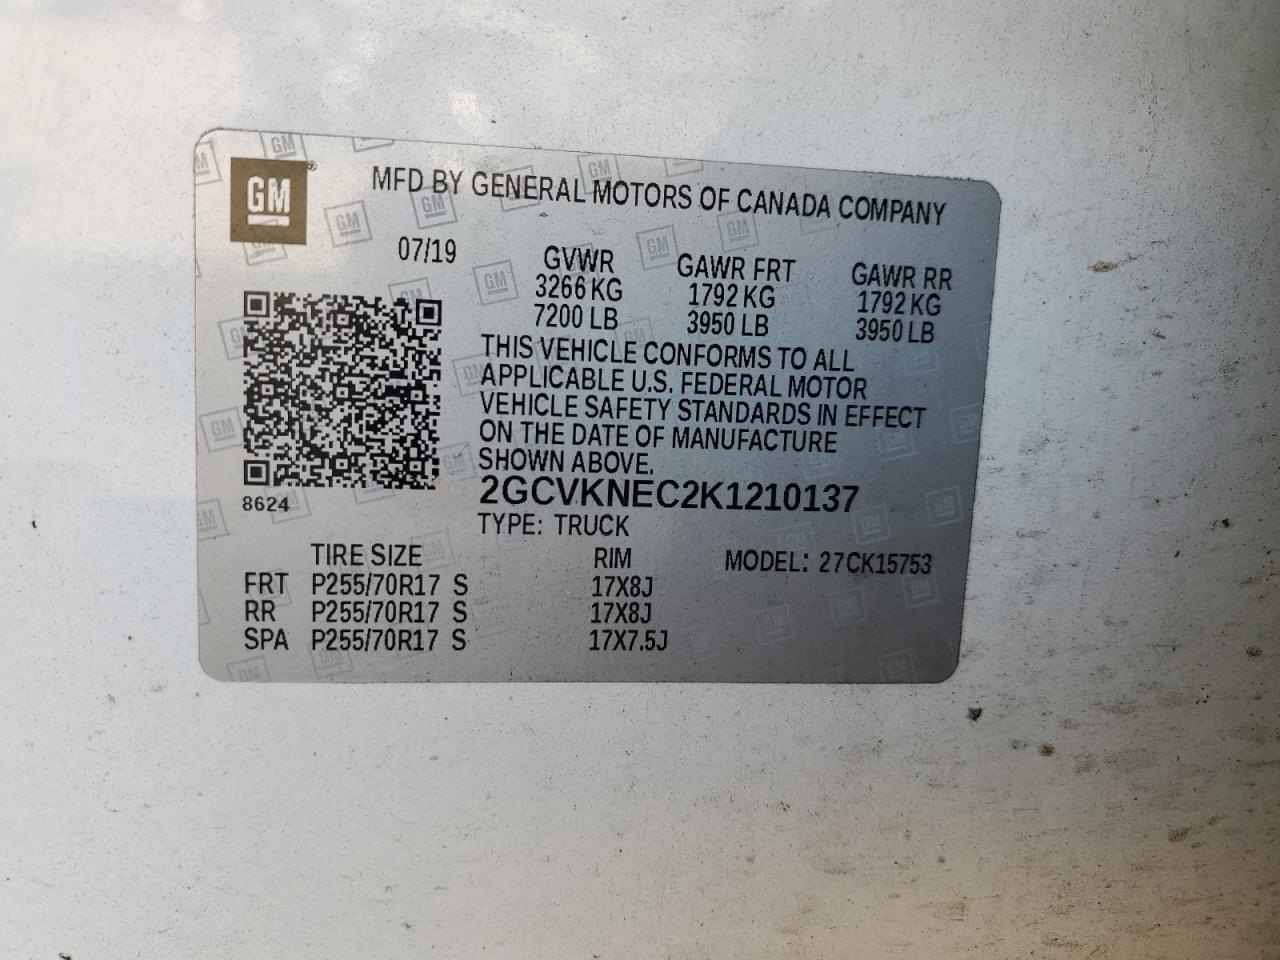 GM
MFD BY GENERAL MOTORS OF CANADA COMPANY
07/19
GVWR GAWR FRT GAWR RR
3266 KG 1792 KG 1792 KG
7200 LB 3950 LB 3950 LB
THIS VEHICLE CONFORMS TO ALL
APPLICABLE U.S. FEDERAL MOTOR
VEHICLE SAFETY STANDARDS IN EFFECT
ON THE DATE OF MANUFACTURE
SHOWN ABOVE.
8624
2GCVKNEC2K1210137
TYPE: TRUCK
TIRE SIZE RIM MODEL: 27CK15753
FRT P255/70R17 S 17X8J
RR P255/70R17 S 17X8J
SPA P255/70R17 S 17X7.5J